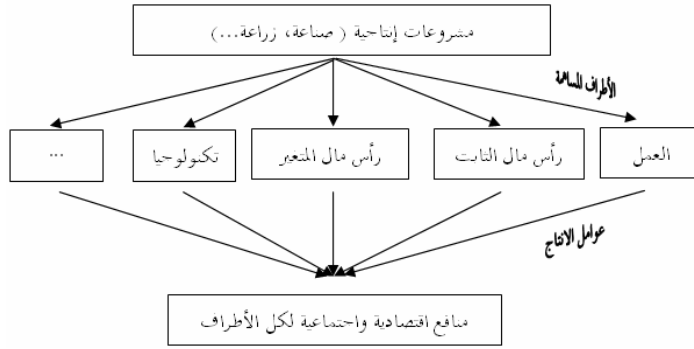 مشروعات إنتاجية ( صناعة، زراعة...)
الأطراف المساهمة
العمل
رأس مال الثابت
رأس مال المتغير
تكنولوجيا
...
عوامل الانتاج
منافع اقتصادية واجتماعية لكل الأطراف